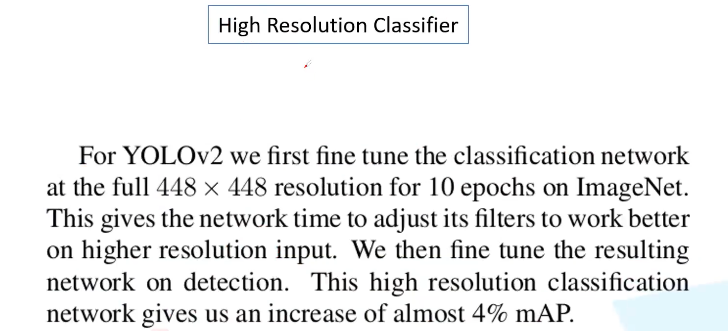 High Resolution Classifier
For YOLOv2 we first fine tune the classification network
at the full 448 × 448 resolution for 10 epochs on ImageNet.
This gives the network time to adjust its filters to work better
on higher resolution input. We then fine tune the resulting
network on detection. This high resolution classification
network gives us an increase of almost 4% mAP.